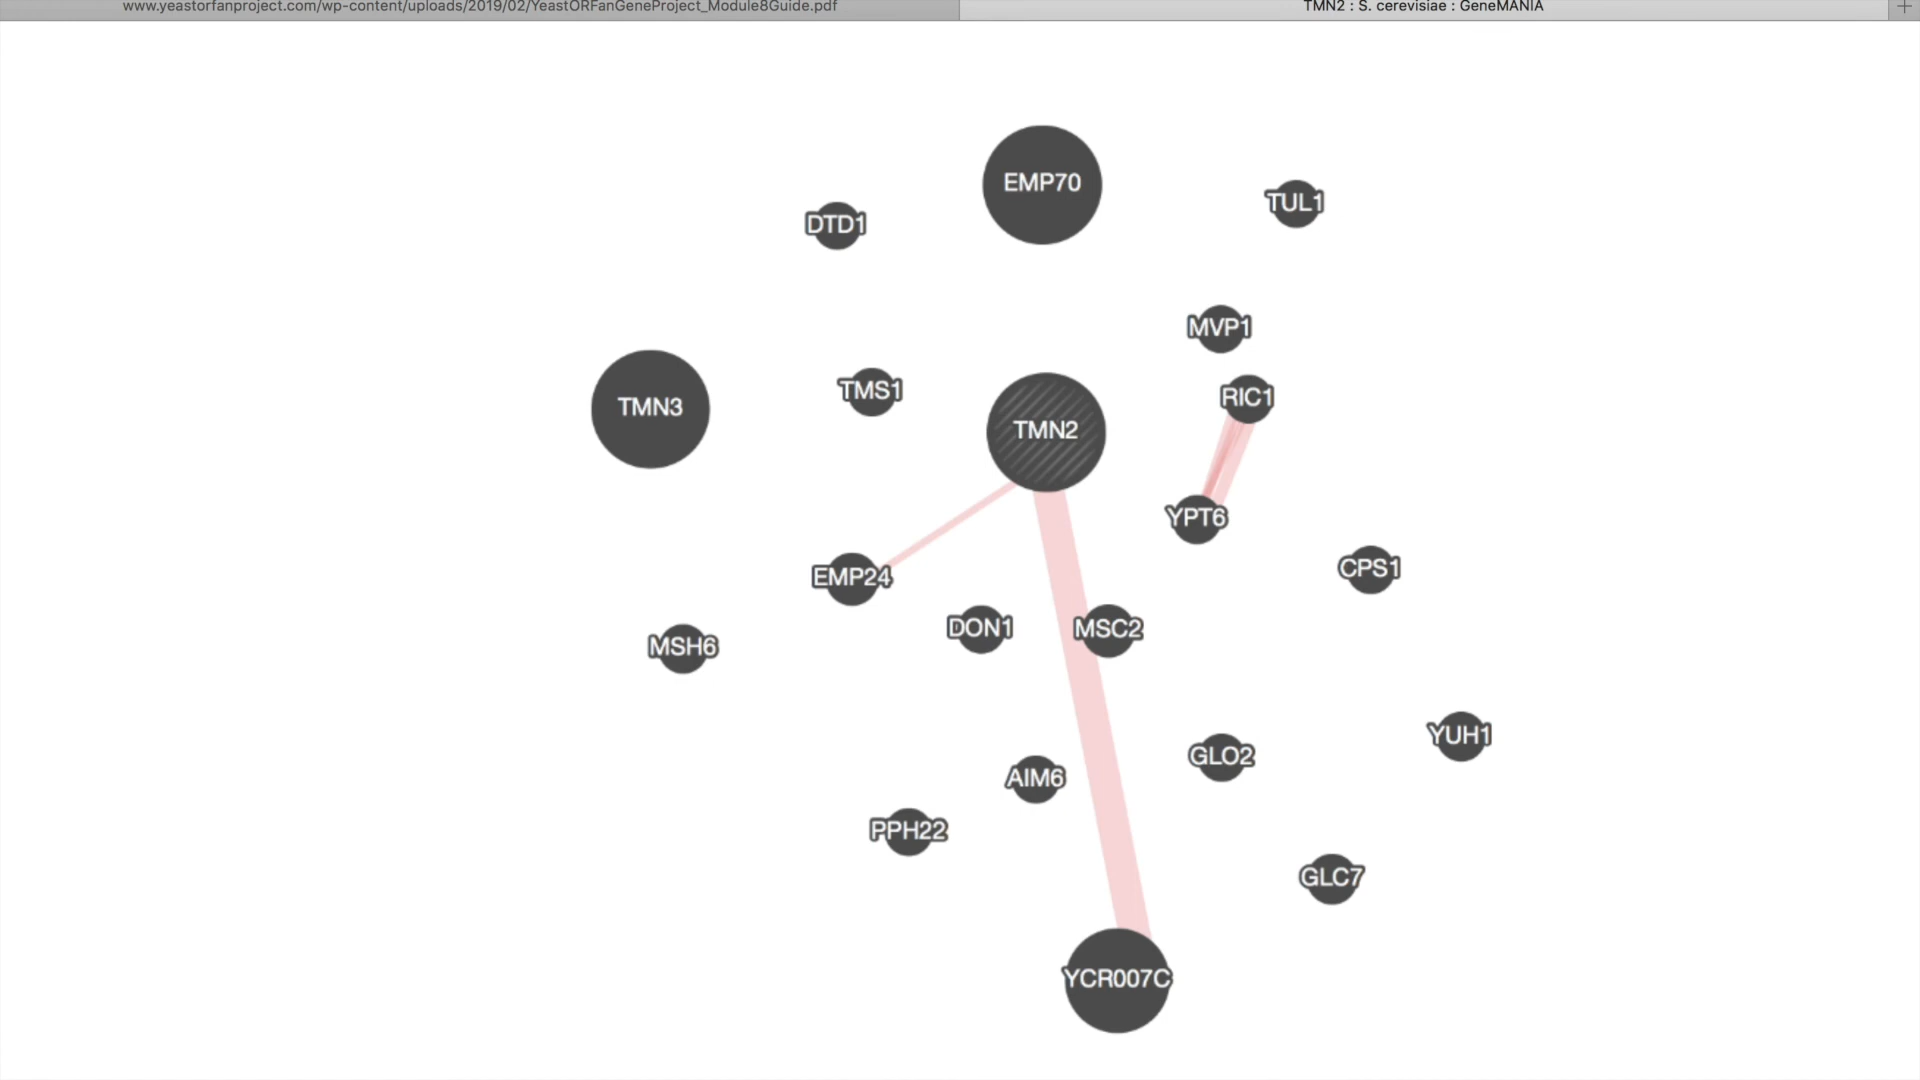 www.yeastorfanproject.com/wp-content/uploads/2019/02/YeastORFanGeneProject_Module8Guide.pdf
TMN2 : S. cerevisiae : GeneMANIA
EMP70
TUL1
DTD1
MVP1
TMS1
RIC1
TMN3
TMN2
YPT6
CPS1
EMP24
DON1
MSC2
MSH6
YUH1
GLO2
AIM6
PPH22
GLC7
YCR007C